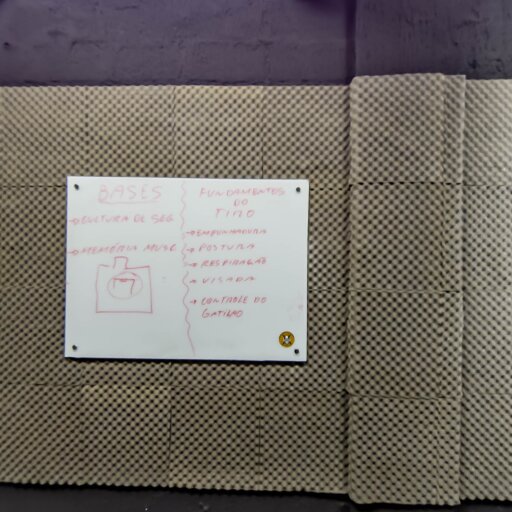 BASES
→ CULTURA DE SEG
→ MEMÓRIA MUSC
FUNDAMENTOS
DO
TIRO
→ EMPUNHADURA
→ POSTURA
→ RESPIRAÇÃO
→ VISADA
→ CONTROLE DO
GATILHO